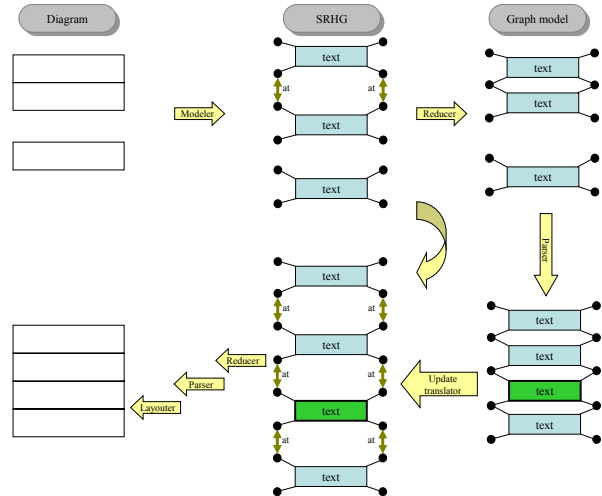 Diagram
SRHG
Graph model
text
at
at
text
text
text
text
text
Modeler
Reducer
Parser
text
at
at
text
at
at
text
at
at
text
text
text
text
text
Update
translator
Reducer
Parser
Layouter